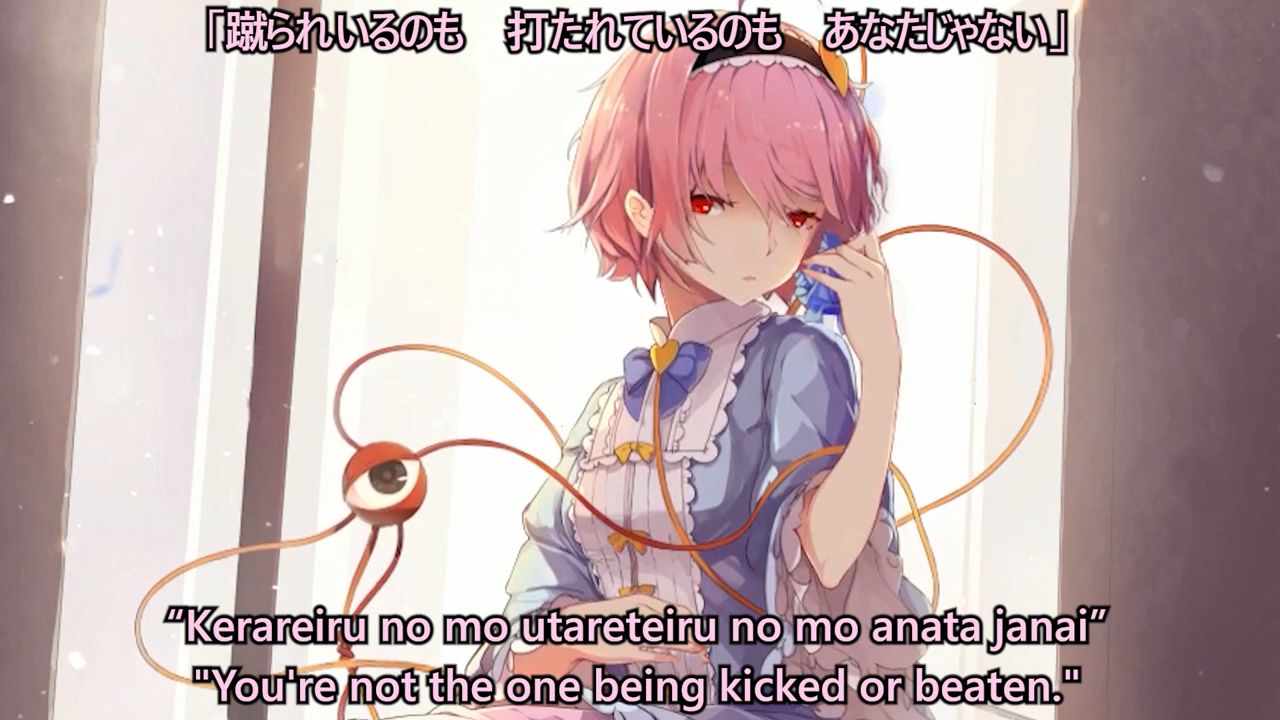 「蹴られいるのも　打たれているのも　あなたじゃない」
“Kerareiru no mo utareteiru no mo anata janai”
"You're not the one being kicked or beaten."